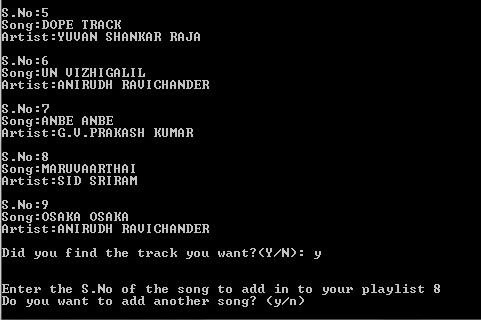 S.No:5
Song:DOPE TRACK
Artist:YUVAN SHANKAR RAJA
S.No:6
Song:UN VIZHIGALIL
Artist:ANIRUDH RAVICHANDER
S.No:7
Song:ANBE ANBE
Artist:G.V.PRAKASH KUMAR
S.No:8
Song:MARUVAARTHAI
Artist:SID SRIRAM
S.No:9
Song:OSAKA OSAKA
Artist:ANIRUDH RAVICHANDER
Did you find the track you want?(Y/N): y
Enter the S.No of the song to add in to your playlist 8
Do you want to add another song? (y/n)